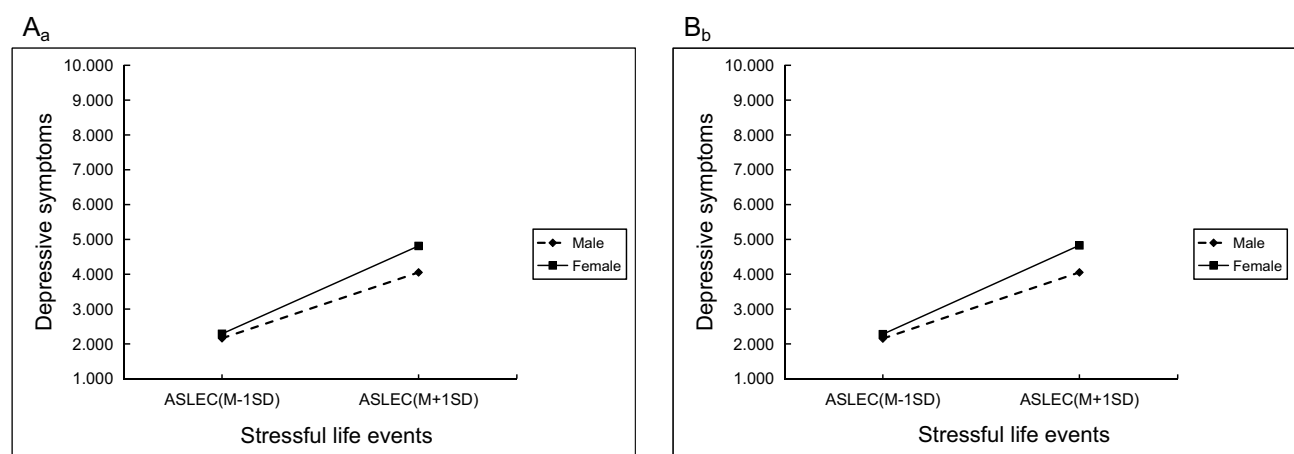 Aa
10.000
9.000
8.000
7.000
6.000
5.000
4.000
3.000
2.000
1.000
Depressive symptoms
ASLEC(M-1SD) ASLEC(M+1SD)
Stressful life events
Male
Female
Bb
10.000
9.000
8.000
7.000
6.000
5.000
4.000
3.000
2.000
1.000
Depressive symptoms
ASLEC(M-1SD) ASLEC(M+1SD)
Stressful life events
Male
Female